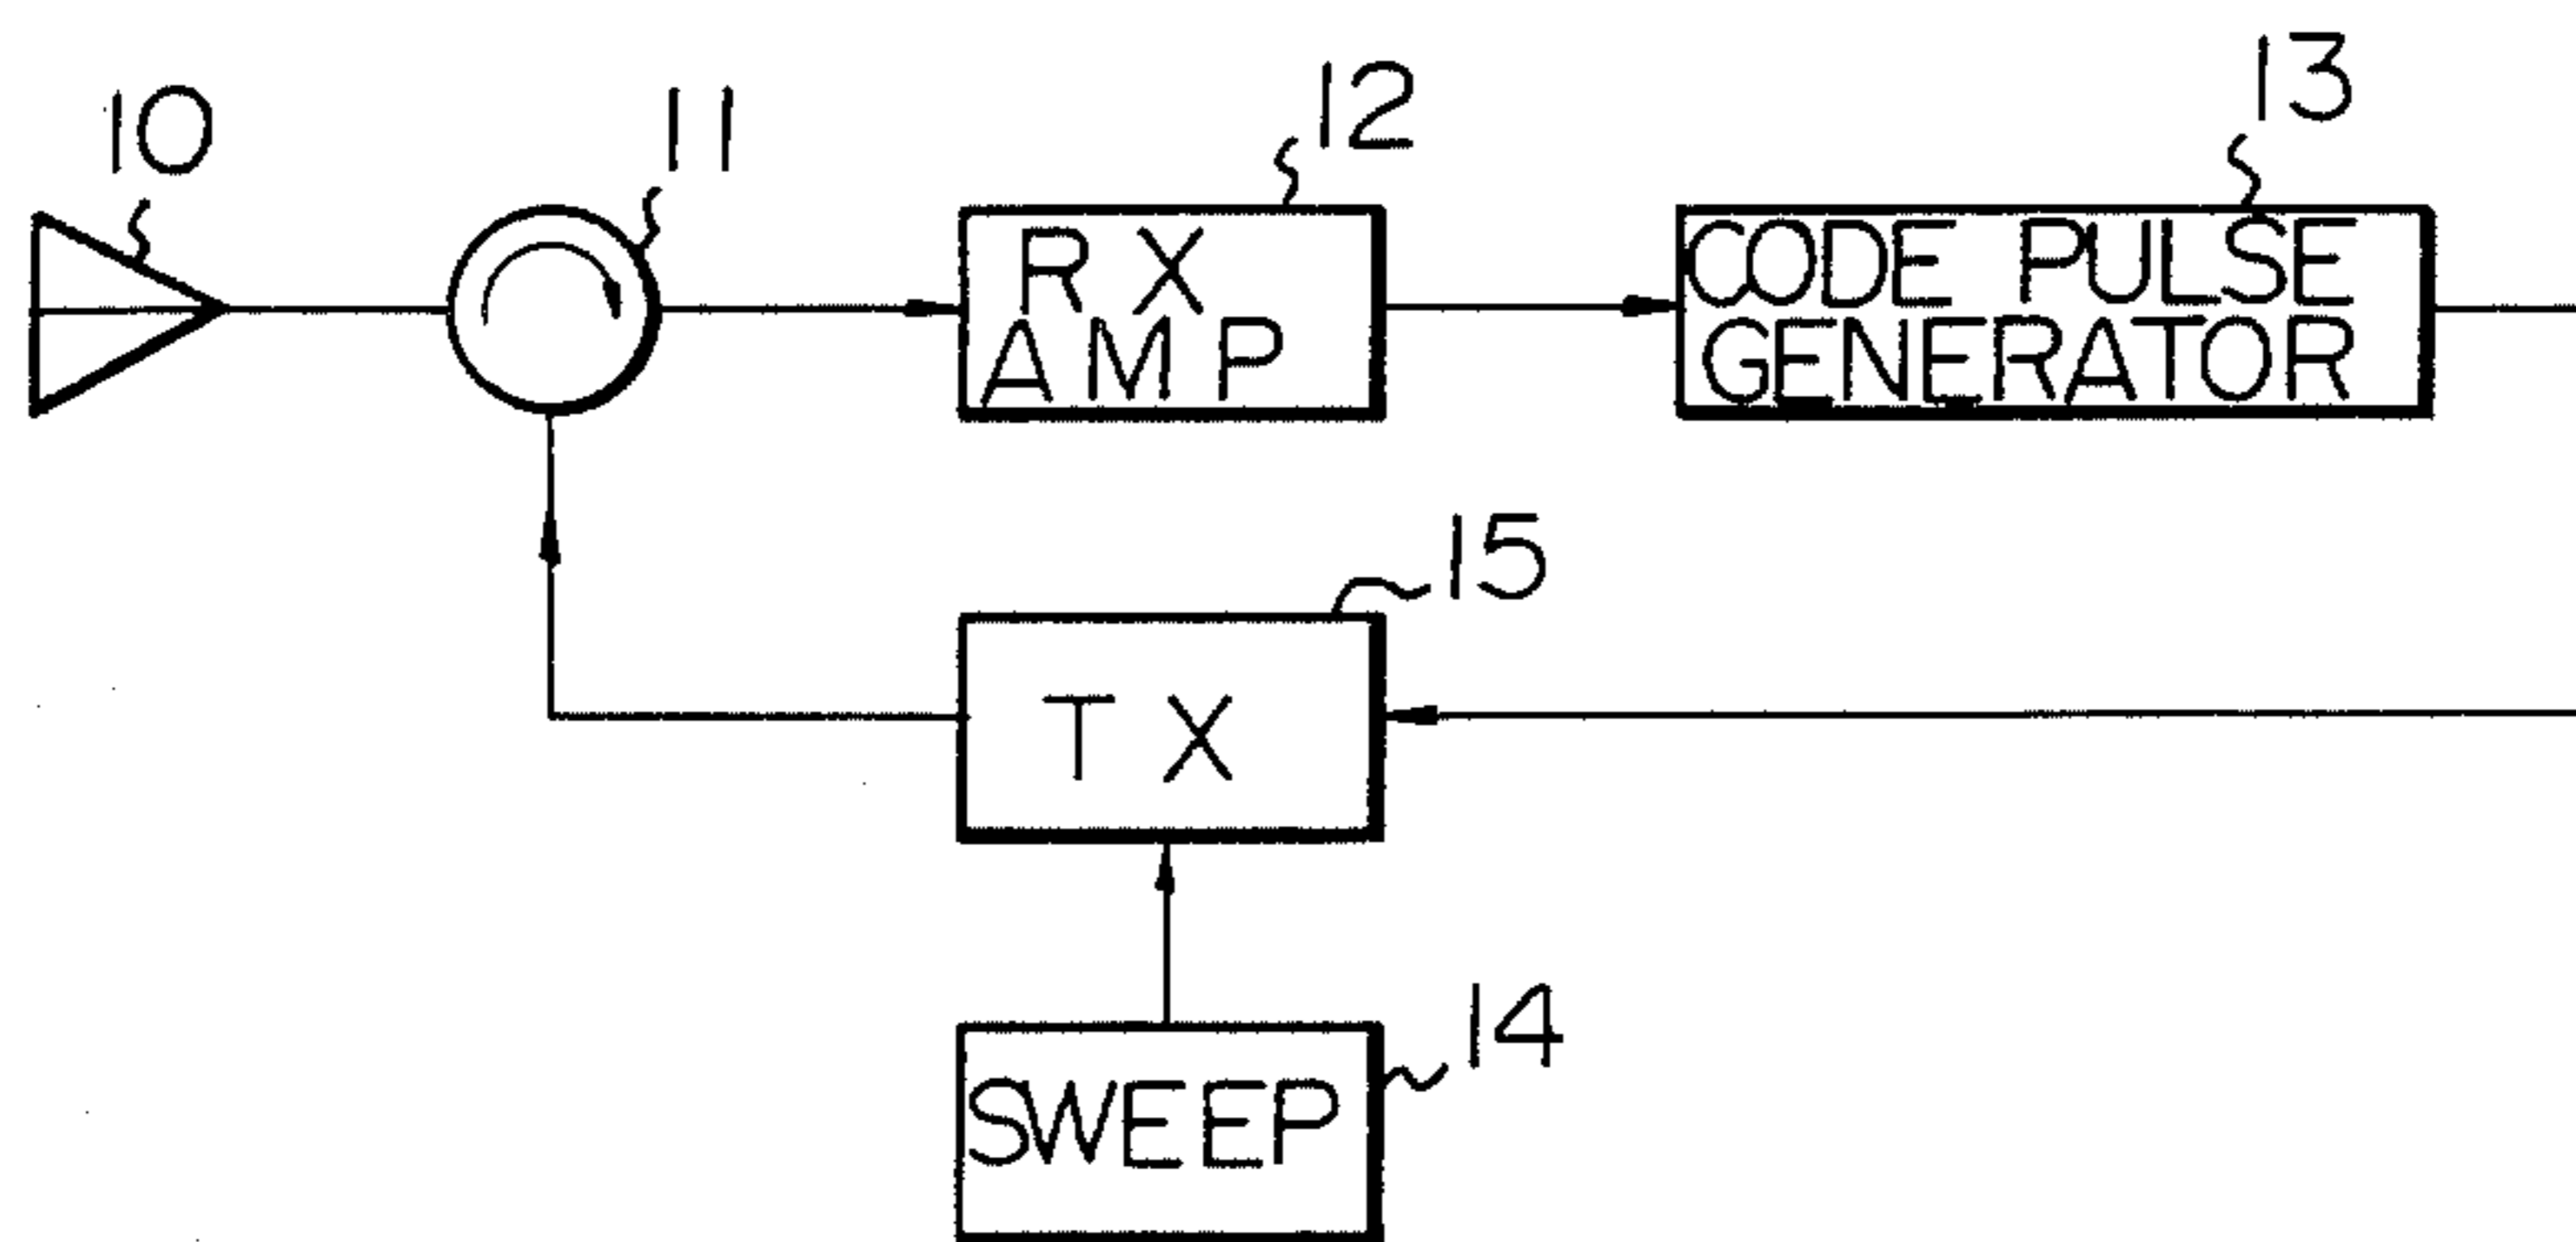 10
11
12
13
RX
AMP
CODE PULSE
GENERATOR
15
TX
14
SWEEP